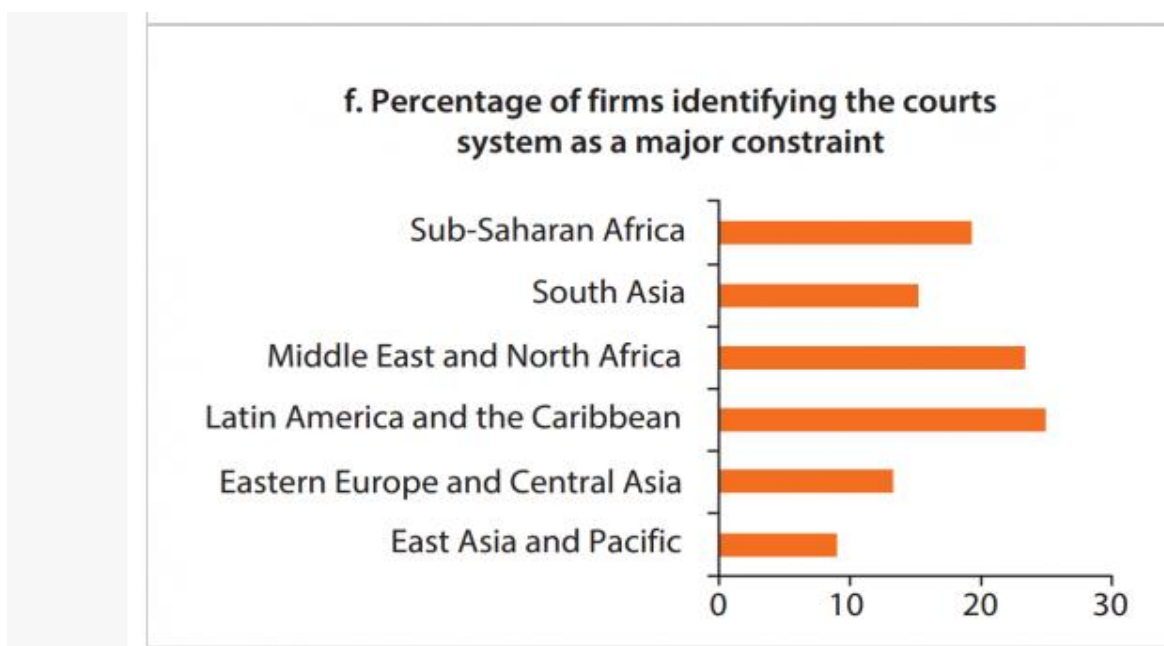 f. Percentage of firms identifying the courts
system as a major constraint
Sub-Saharan Africa
South Asia
Middle East and North Africa
Latin America and the Caribbean
Eastern Europe and Central Asia
East Asia and Pacific
0 10 20 30